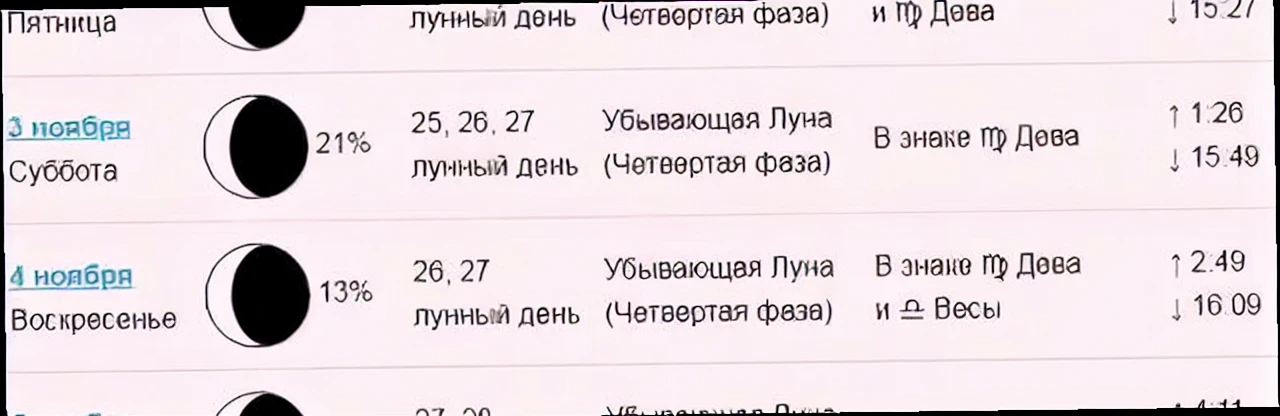 Пятница лунный день (Четвертая фаза) и ♍ Дева ↓ 15:27
3 ноября 21% 25, 26, 27 Убывающая Луна В знаке ♍ Дева ↑ 1:26
Суббота лунный день (Четвертая фаза) ↓ 15:49
4 ноября 13% 26, 27 Убывающая Луна В знаке ♍ Дева ↑ 2:49
Воскресенье лунный день (Четвертая фаза) и ♎ Весы ↓ 16:09
Убывающая Луна